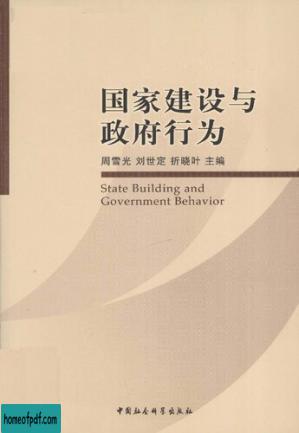 国家建设与
政府行为
周雪光 刘世定 折晓叶 主编
State Building and
Government Behavior
中国社会科学出版社
homeofpdf.com